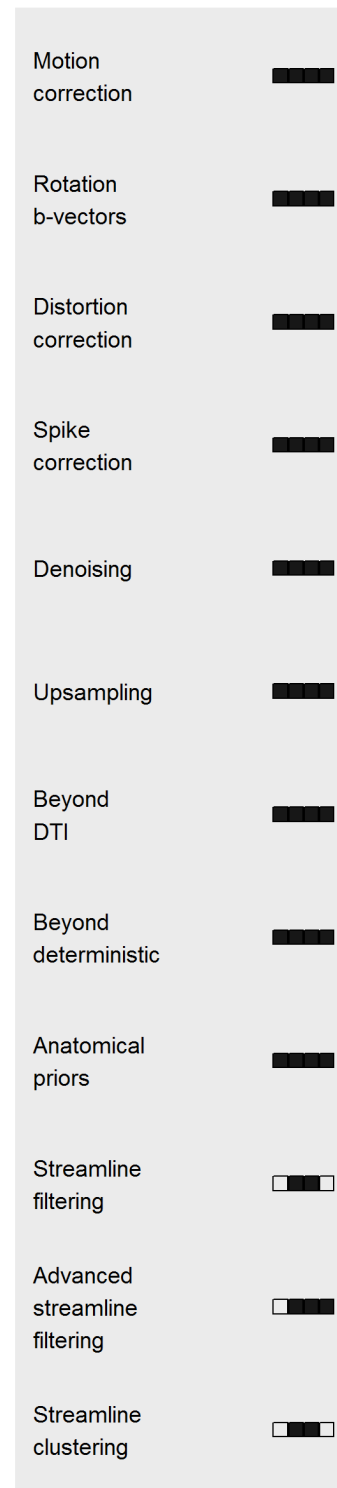 Motion
correction
Rotation
b-vectors
Distortion
correction
Spike
correction
Denoising
Upsampling
Beyond
DTI
Beyond
deterministic
Anatomical
priors
Streamline
filtering
Advanced
streamline
filtering
Streamline
clustering